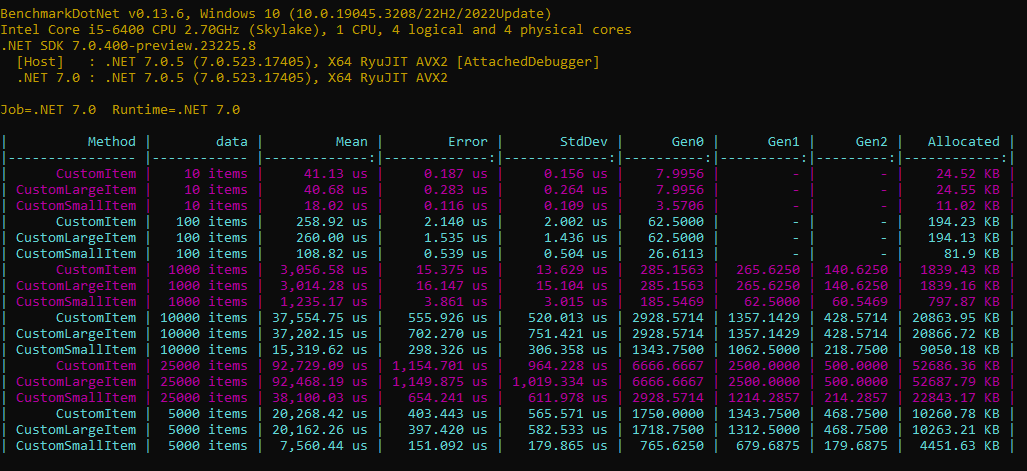 BenchmarkDotNet v0.13.6, Windows 10 (10.0.19045.3208/22H2/2022Update)
Intel Core i5-6400 CPU 2.70GHz (Skylake), 1 CPU, 4 logical and 4 physical cores
.NET SDK 7.0.400-preview.23225.8
  [Host]   : .NET 7.0.5 (7.0.523.17405), X64 RyuJIT AVX2 [AttachedDebugger]
  .NET 7.0 : .NET 7.0.5 (7.0.523.17405), X64 RyuJIT AVX2
Job=.NET 7.0  Runtime=.NET 7.0
|          Method |        data |         Mean |        Error |       StdDev |      Gen0 |      Gen1 |     Gen2 |   Allocated |
|---------------- |------------ |-------------:|-------------:|-------------:|----------:|----------:|---------:|------------:|
|      CustomItem |    10 items |     41.13 us |     0.187 us |     0.156 us |    7.9956 |         - |        - |    24.52 KB |
| CustomLargeItem |    10 items |     40.68 us |     0.283 us |     0.264 us |    7.9956 |         - |        - |    24.55 KB |
| CustomSmallItem |    10 items |     18.02 us |     0.116 us |     0.109 us |    3.5706 |         - |        - |    11.02 KB |
|      CustomItem |   100 items |    258.92 us |     2.140 us |     2.002 us |   62.5000 |         - |        - |   194.23 KB |
| CustomLargeItem |   100 items |    260.00 us |     1.535 us |     1.436 us |   62.5000 |         - |        - |   194.13 KB |
| CustomSmallItem |   100 items |    108.82 us |     0.539 us |     0.504 us |   26.6113 |         - |        - |     81.9 KB |
|      CustomItem |  1000 items |  3,056.58 us |    15.375 us |    13.629 us |  285.1563 |  265.6250 | 140.6250 |  1839.43 KB |
| CustomLargeItem |  1000 items |  3,014.28 us |    16.147 us |    15.104 us |  285.1563 |  265.6250 | 140.6250 |  1839.16 KB |
| CustomSmallItem |  1000 items |  1,235.17 us |     3.861 us |     3.015 us |  185.5469 |   62.5000 |  60.5469 |   797.87 KB |
|      CustomItem | 10000 items | 37,554.75 us |   555.926 us |   520.013 us | 2928.5714 | 1357.1429 | 428.5714 | 20863.95 KB |
| CustomLargeItem | 10000 items | 37,202.15 us |   702.270 us |   751.421 us | 2928.5714 | 1357.1429 | 428.5714 | 20866.72 KB |
| CustomSmallItem | 10000 items | 15,319.62 us |   298.326 us |   306.358 us | 1343.7500 | 1062.5000 | 218.7500 |  9050.18 KB |
|      CustomItem | 25000 items | 92,729.09 us | 1,154.701 us |   964.228 us | 6666.6667 | 2500.0000 | 500.0000 | 52686.36 KB |
| CustomLargeItem | 25000 items | 92,468.19 us | 1,149.875 us | 1,019.334 us | 6666.6667 | 2500.0000 | 500.0000 | 52687.79 KB |
| CustomSmallItem | 25000 items | 38,100.03 us |   654.241 us |   611.978 us | 2928.5714 | 1214.2857 | 214.2857 | 22843.17 KB |
|      CustomItem |  5000 items | 20,268.42 us |   403.443 us |   565.571 us | 1750.0000 | 1343.7500 | 468.7500 | 10260.78 KB |
| CustomLargeItem |  5000 items | 20,162.26 us |   397.420 us |   582.533 us | 1718.7500 | 1312.5000 | 468.7500 | 10263.21 KB |
| CustomSmallItem |  5000 items |  7,560.44 us |   151.092 us |   179.865 us |  765.6250 |  679.6875 | 179.6875 |  4451.63 KB |